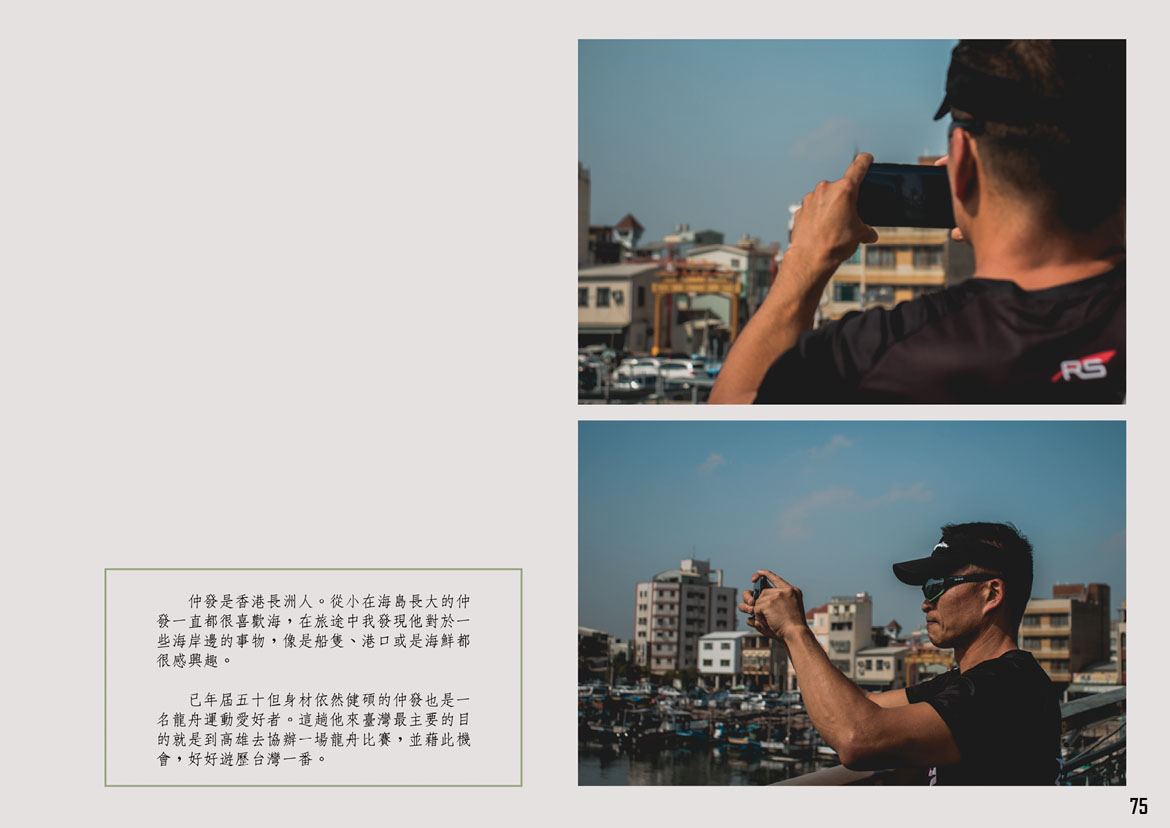 仲發是香港長洲人。從小在海島長大的仲
發一直都很喜歡海，在旅途中我發現他對於一
些海岸邊的事物，像是船隻、港口或是海鮮都
很感興趣。
已年届五十但身材依然健碩的仲發也是一
名龍舟運動愛好者。這趟他來臺灣最主要的目
的就是到高雄去協辦一場龍舟比賽，並藉此機
會，好好遊歷台灣一番。
RS
75